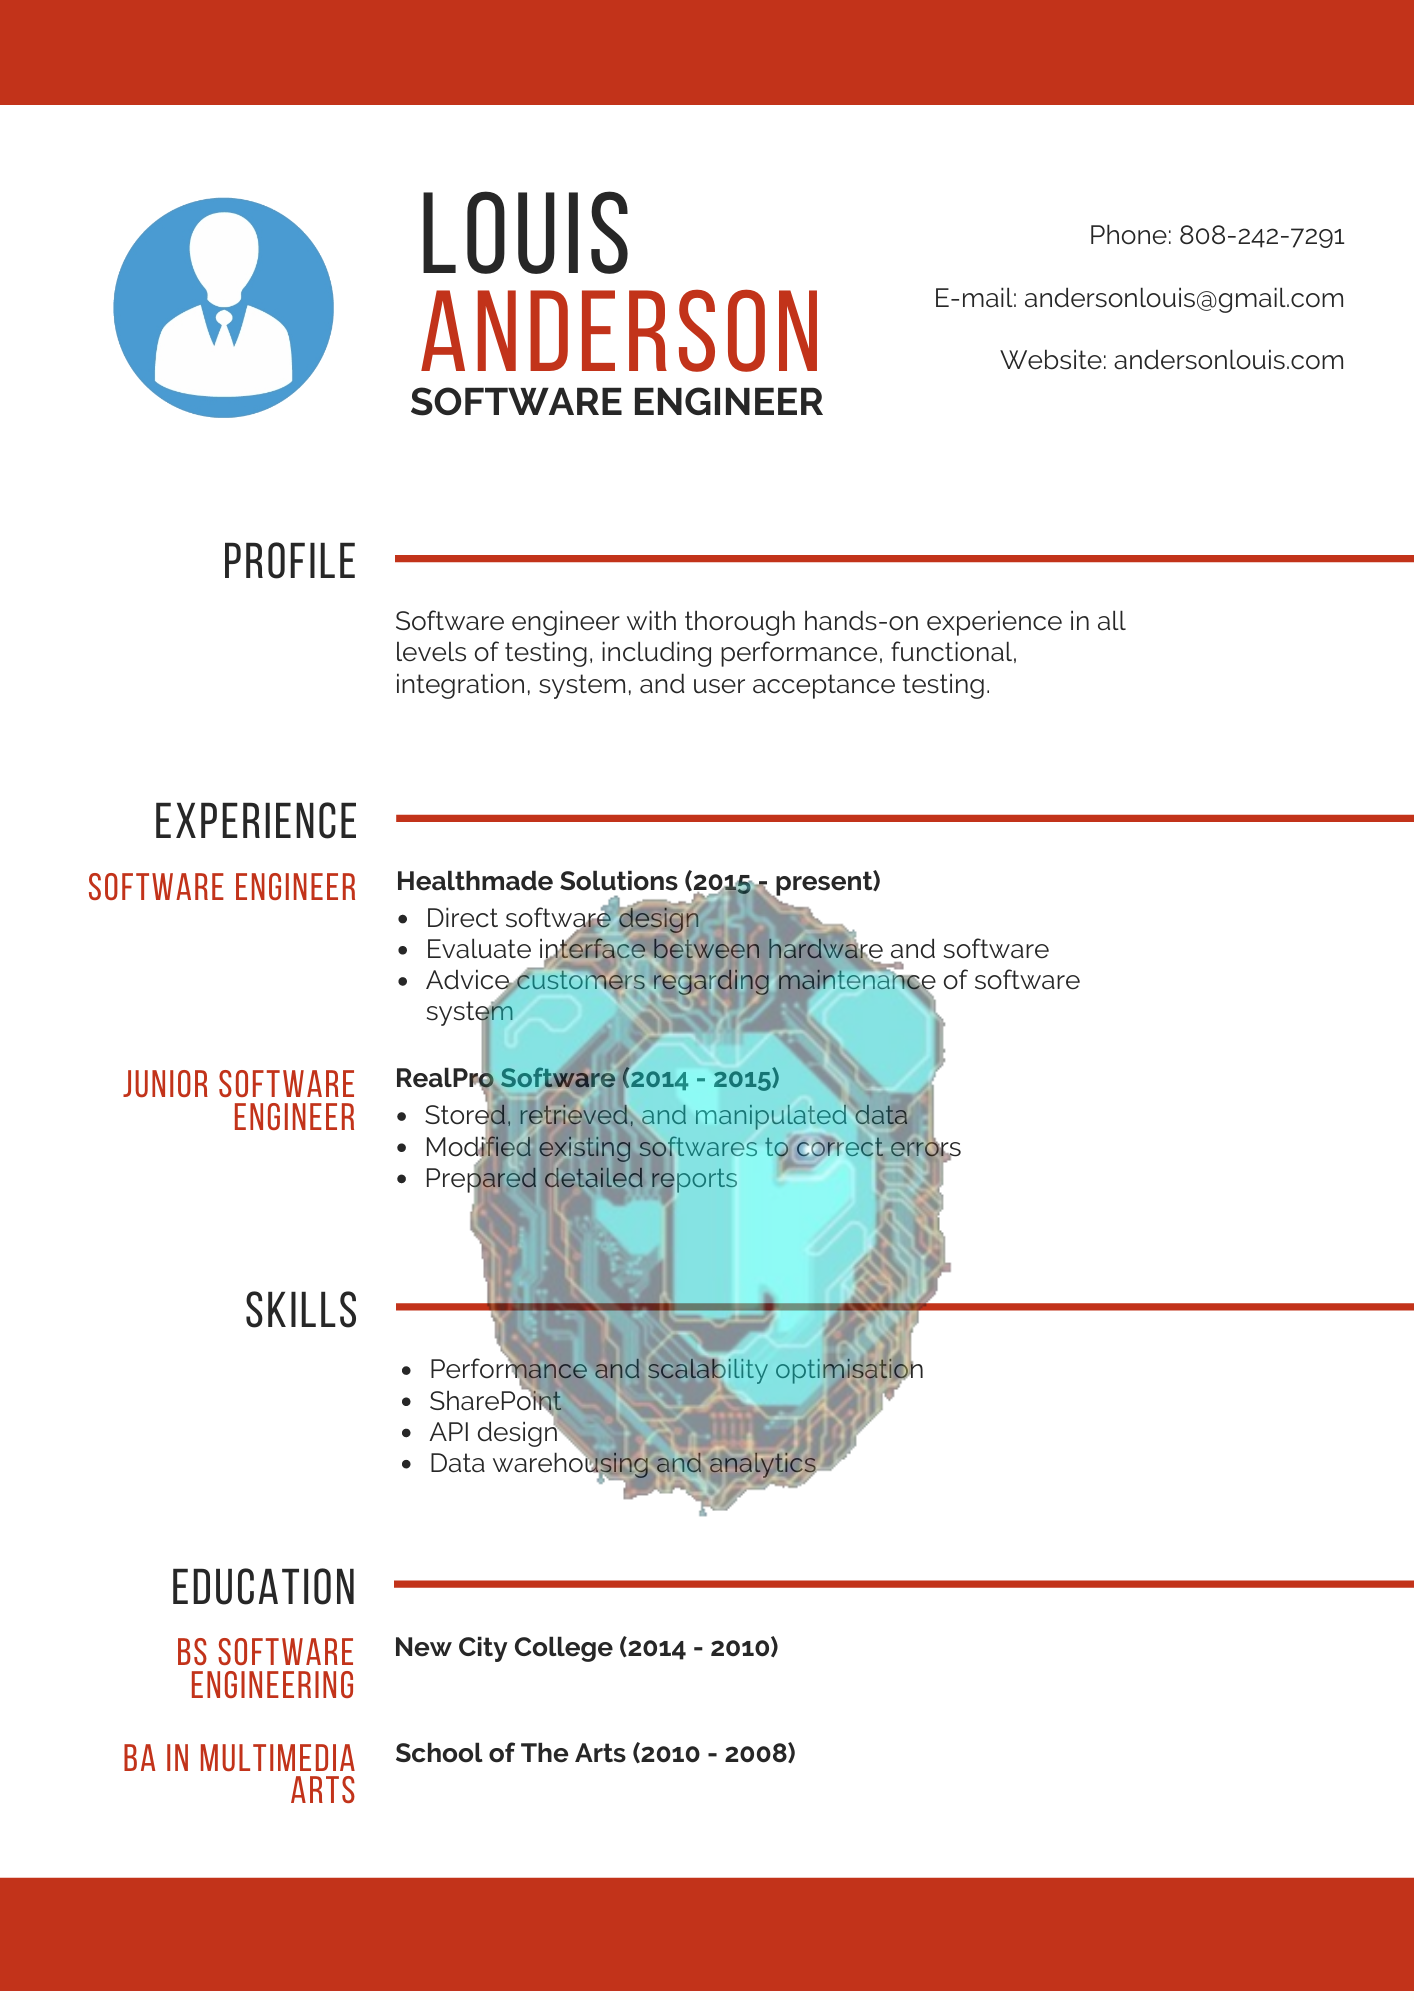 LOUIS
ANDERSON
SOFTWARE ENGINEER
Phone: 808-242-7291
E-mail: andersonlouis@gmail.com
Website: andersonlouis.com
PROFILE
Software engineer with thorough hands-on experience in all
levels of testing, including performance, functional,
integration, system, and user acceptance testing.
EXPERIENCE
SOFTWARE ENGINEER
Healthmade Solutions (2015 - present)
• Direct software design
• Evaluate interface between hardware and software
• Advice customers regarding maintenance of software
system
JUNIOR SOFTWARE
ENGINEER
RealPro Software (2014 - 2015)
• Stored, retrieved, and manipulated data
• Modified existing softwares to correct errors
• Prepared detailed reports
SKILLS
• Performance and scalability optimisation
• SharePoint
• API design
• Data warehousing and analytics
EDUCATION
BS SOFTWARE
ENGINEERING
New City College (2014 - 2010)
BA IN MULTIMEDIA
ARTS
School of The Arts (2010 - 2008)